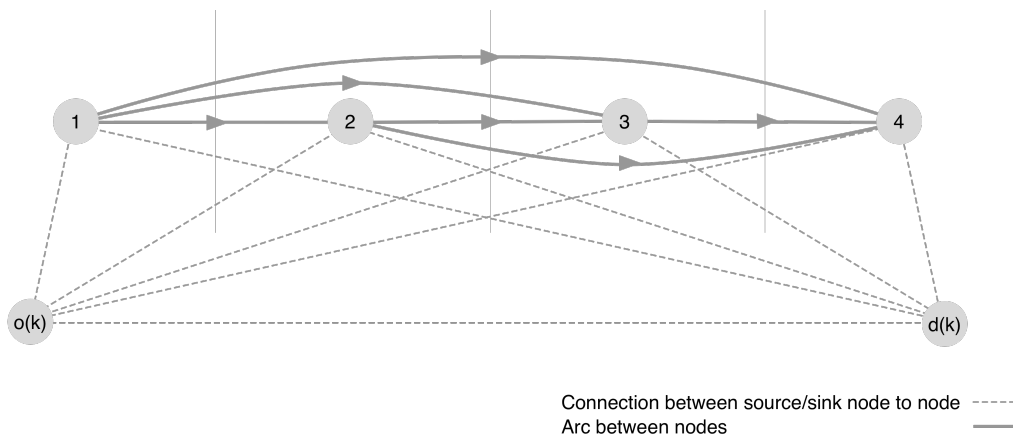 1
2
3
4
o(k)
d(k)
Connection between source/sink node to node
Arc between nodes